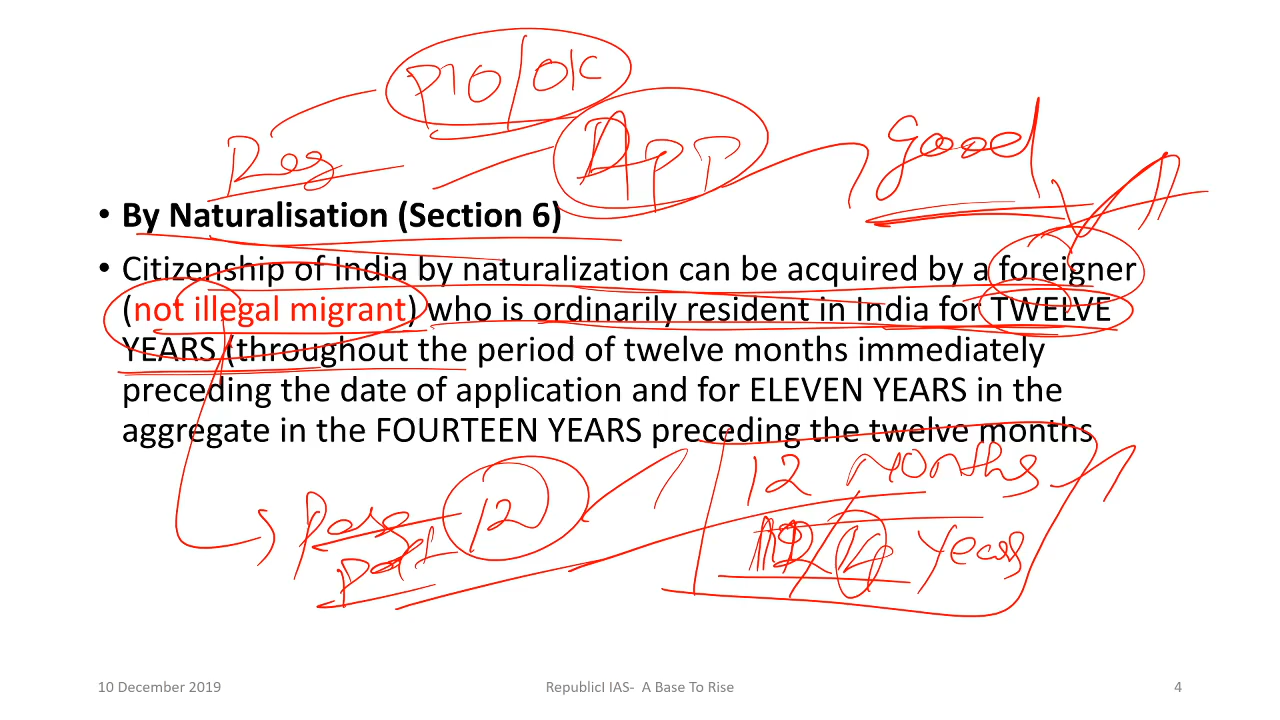 PIO/OIC
Reg
App
good
• By Naturalisation (Section 6)
• Citizenship of India by naturalization can be acquired by a foreigner
(not illegal migrant) who is ordinarily resident in India for TWELVE
YEARS (throughout the period of twelve months immediately
preceding the date of application and for ELEVEN YEARS in the
aggregate in the FOURTEEN YEARS preceding the twelve months
12 months
12
14 years
10 December 2019
RepublicI IAS- A Base To Rise
4